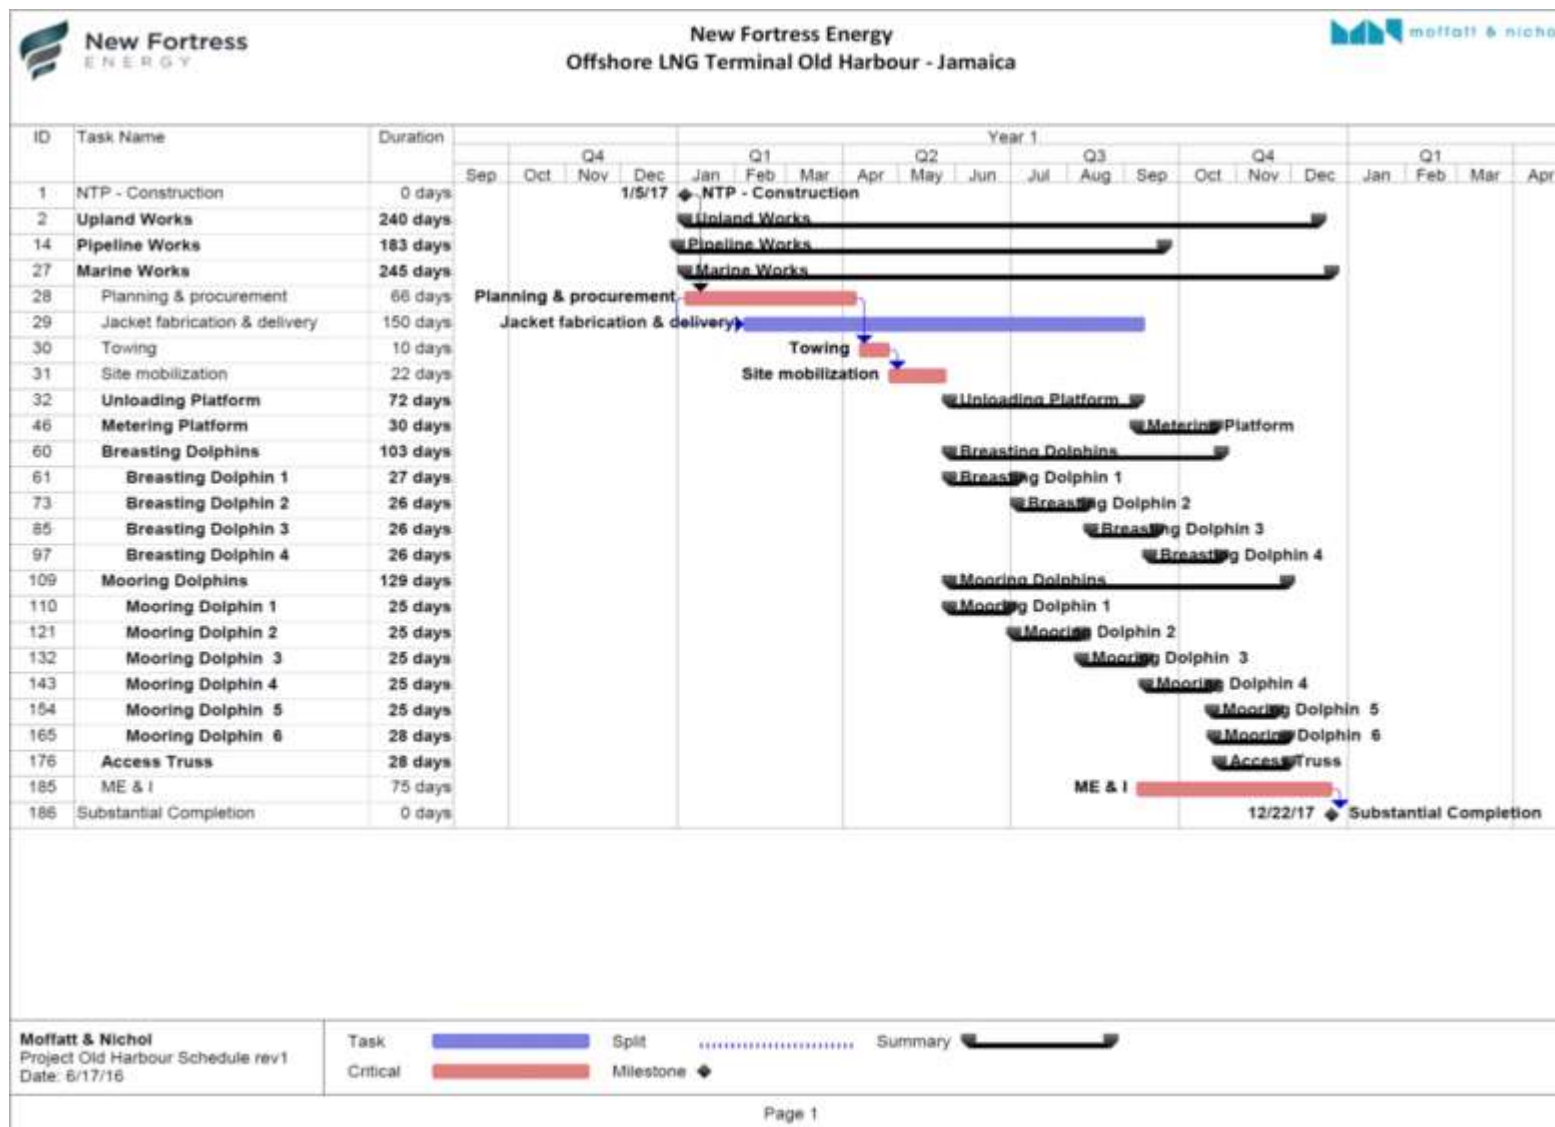 New Fortress
ENERGY
New Fortress Energy
Offshore LNG Terminal Old Harbour - Jamaica
moffatt & nicho
ID Task Name Duration Year 1
Q4 Q1 Q2 Q3 Q4 Q1
Sep Oct Nov Dec Jan Feb Mar Apr May Jun Jul Aug Sep Oct Nov Dec Jan Feb Mar Apr
1 NTP - Construction 0 days 1/5/17 NTP - Construction
2 Upland Works 240 days Upland Works
14 Pipeline Works 183 days Pipeline Works
27 Marine Works 245 days Marine Works
28 Planning & procurement 66 days Planning & procurement
29 Jacket fabrication & delivery 150 days Jacket fabrication & delivery
30 Towing 10 days Towing
31 Site mobilization 22 days Site mobilization
32 Unloading Platform 72 days Unloading Platform
46 Metering Platform 30 days Metering Platform
60 Breasting Dolphins 103 days Breasting Dolphins
61 Breasting Dolphin 1 27 days Breasting Dolphin 1
73 Breasting Dolphin 2 26 days Breasting Dolphin 2
85 Breasting Dolphin 3 26 days Breasting Dolphin 3
97 Breasting Dolphin 4 26 days Breasting Dolphin 4
109 Mooring Dolphins 129 days Mooring Dolphins
110 Mooring Dolphin 1 25 days Mooring Dolphin 1
121 Mooring Dolphin 2 25 days Mooring Dolphin 2
132 Mooring Dolphin 3 25 days Mooring Dolphin 3
143 Mooring Dolphin 4 25 days Mooring Dolphin 4
154 Mooring Dolphin 5 25 days Mooring Dolphin 5
165 Mooring Dolphin 6 28 days Mooring Dolphin 6
176 Access Truss 28 days Access Truss
185 ME & I 75 days ME & I
186 Substantial Completion 0 days 12/22/17 Substantial Completion
Moffatt & Nichol
Project Old Harbour Schedule rev1
Date: 6/17/16
Task Split Summary
Critical Milestone
Page 1